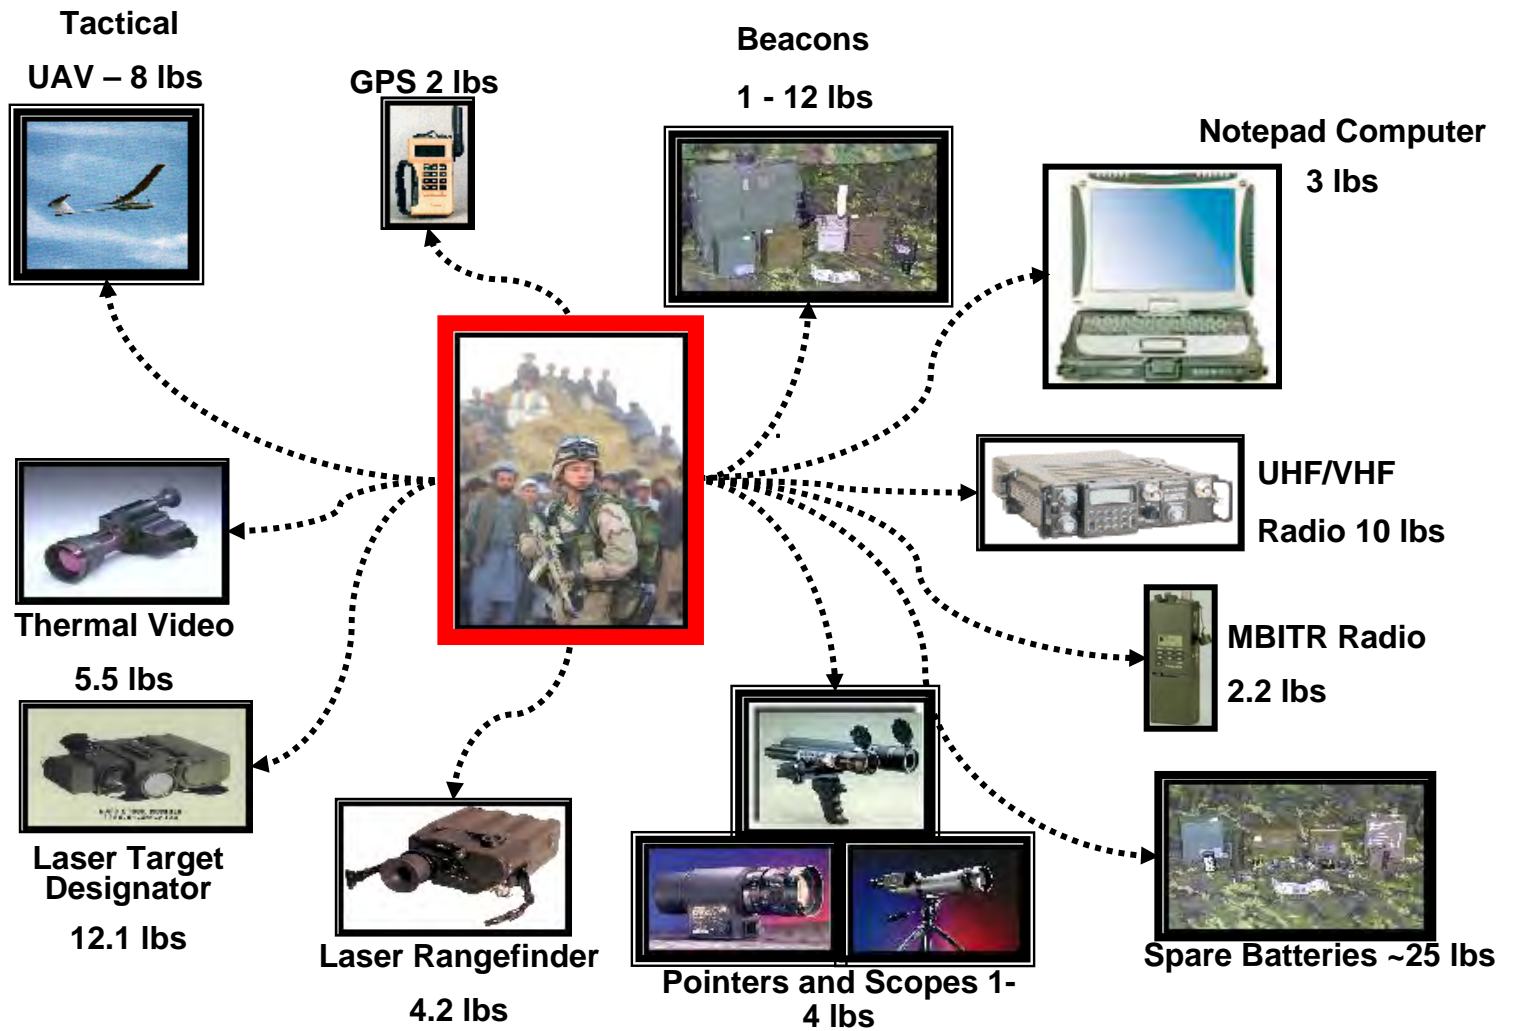 Tactical
UAV – 8 lbs
GPS 2 lbs
Beacons
1 - 12 lbs
Notepad Computer
3 lbs
UHF/VHF
Radio 10 lbs
MBITR Radio
2.2 lbs
Thermal Video
5.5 lbs
Laser Target
Designator
12.1 lbs
Laser Rangefinder
4.2 lbs
Pointers and Scopes 1-
4 lbs
Spare Batteries ~25 lbs